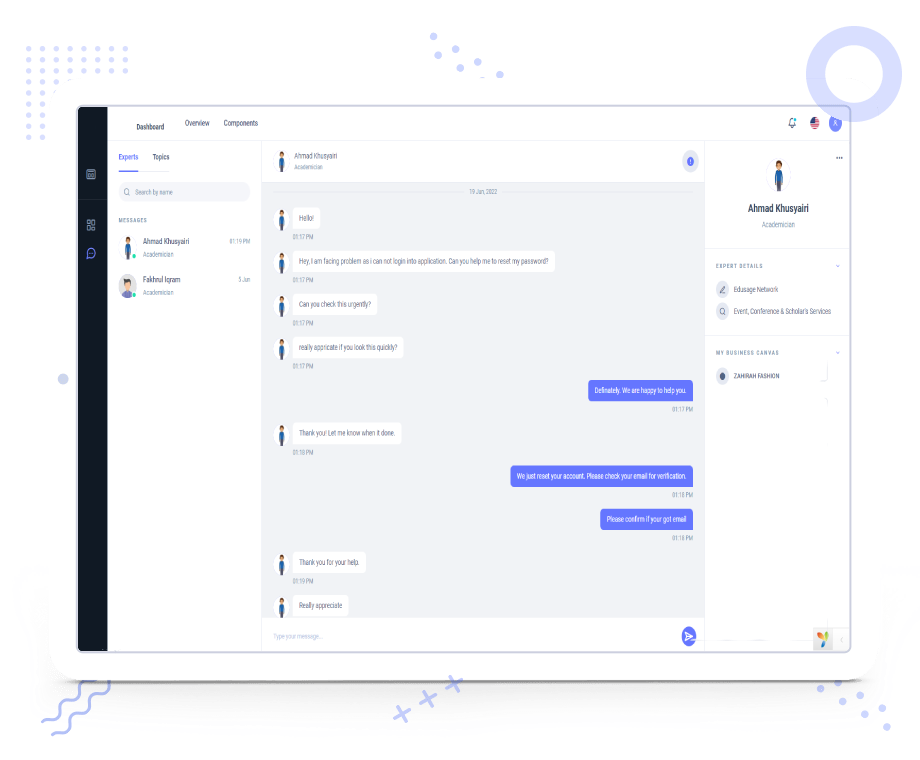 Dashboard
Overview
Components
A
Experts
Topics
Search by name
MESSAGES
Ahmad Khusyairi
01:19 PM
Academician
Fakhrul Iqram
5 Jan
Academician
Ahmad Khusyairi
Academician
19 Jan, 2022
Hello!
01:17 PM
Hey, I am facing problem as i can not login into application. Can you help me to reset my password?
01:17 PM
Can you check this urgently?
01:17 PM
really appricate if you look this quickly?
01:17 PM
Definately. We are happy to help you.
01:17 PM
Thank you! Let me know when it done.
01:18 PM
We just reset your account. Please check your email for verification.
01:18 PM
Please confirm if your got email
01:18 PM
Thank you for your help.
01:19 PM
Really appreciate
Type your message...
Ahmad Khusyairi
Academician
EXPERT DETAILS
Edusage Network
Event, Conference & Scholar's Services
MY BUSINESS CANVAS
ZAHIRAH FASHION